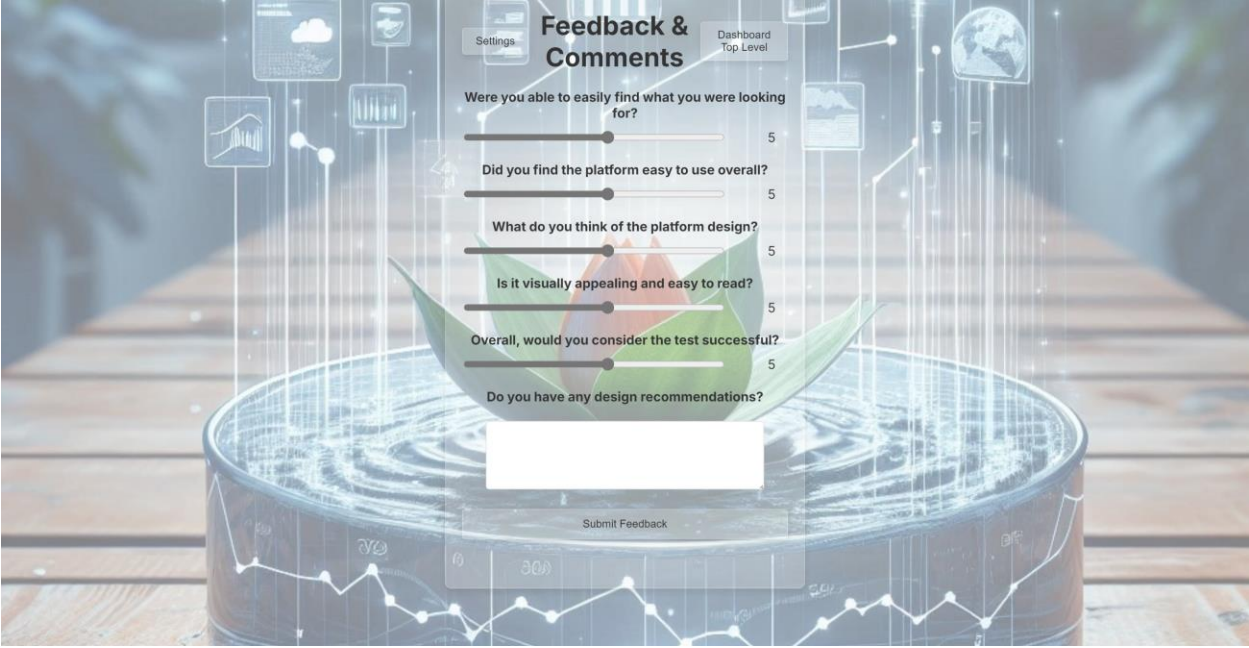 Settings
Feedback &
Comments
Dashboard
Top Level
Were you able to easily find what you were looking
for?
5
Did you find the platform easy to use overall?
5
What do you think of the platform design?
5
Is it visually appealing and easy to read?
5
Overall, would you consider the test successful?
5
Do you have any design recommendations?
Submit Feedback